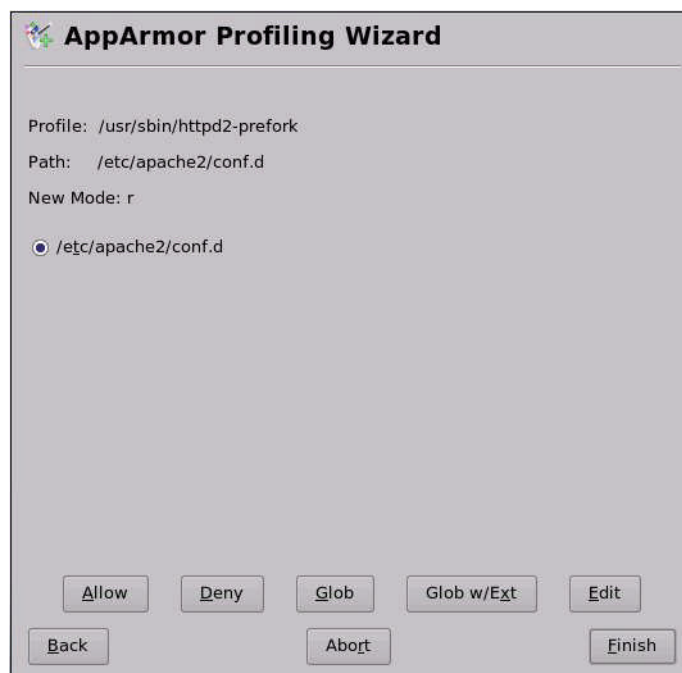 AppArmor Profiling Wizard
Profile: /usr/sbin/httpd2-prefork
Path: /etc/apache2/conf.d
New Mode: r
/etc/apache2/conf.d
Allow Deny Glob Glob w/Ext Edit
Back Abort Finish